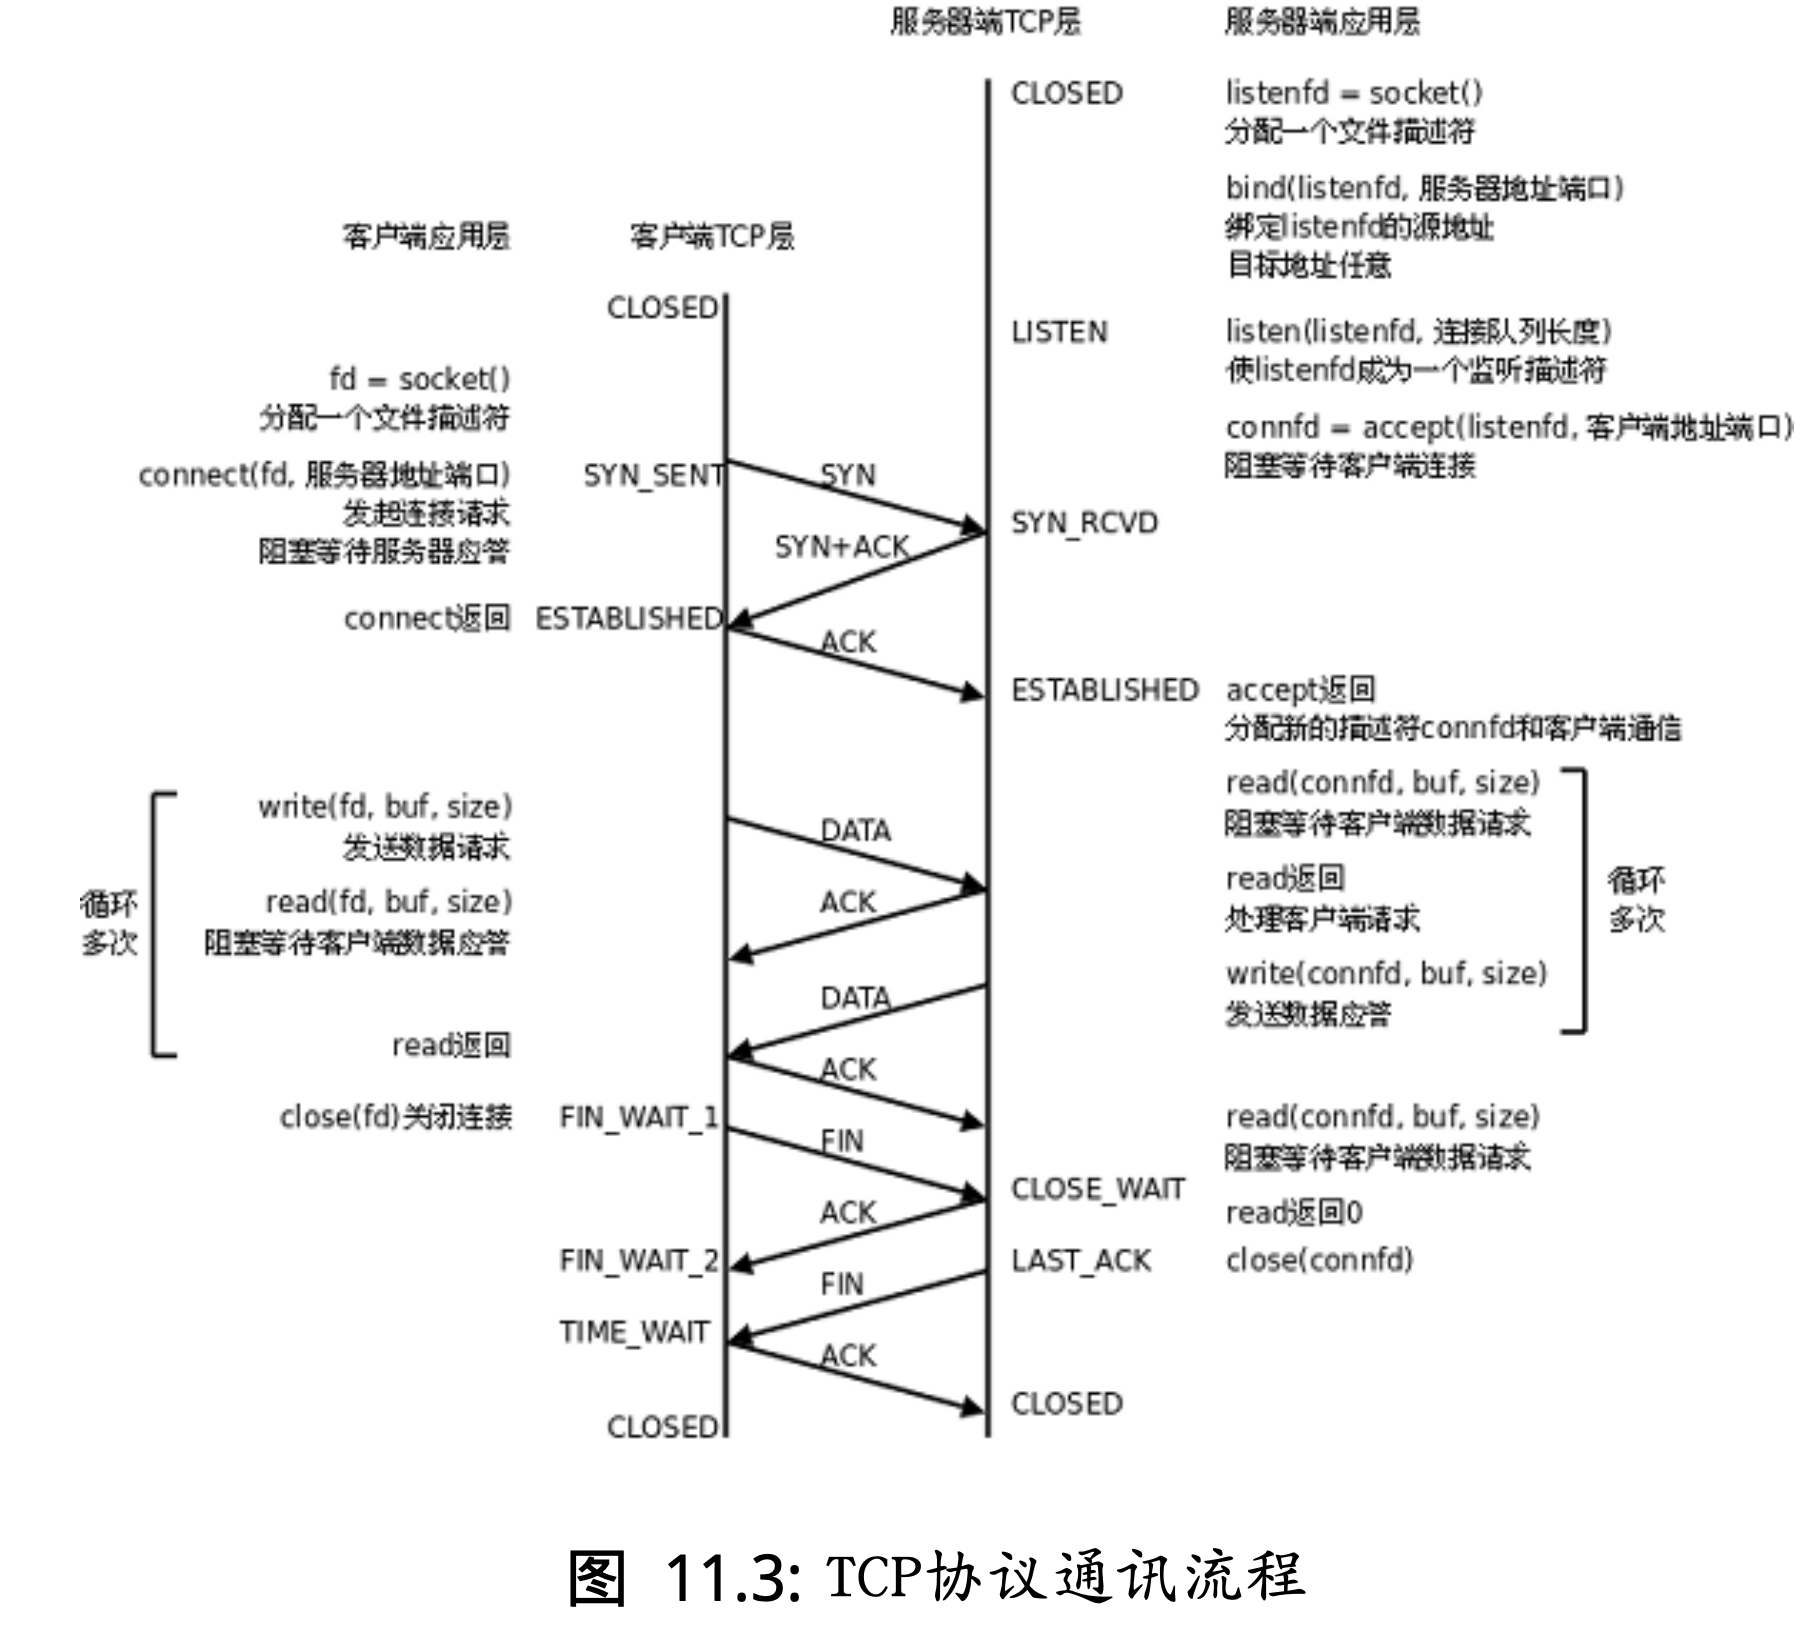 服务器端TCP层 服务器端应用层
CLOSED listenfd = socket()
分配一个文件描述符
bind(listenfd, 服务器地址端口)
绑定listenfd的源地址
客户端应用层 客户端TCP层
目标地址任意
CLOSED
LISTEN listen(listenfd, 连接队列长度)
使listenfd成为一个监听描述符
fd = socket()
分配一个文件描述符
connfd = accept(listenfd, 客户端地址端口)
阻塞等待客户端连接
connect(fd, 服务器地址端口) SYN_SENT SYN
发起连接请求 SYN_RCVD
阻塞等待服务器应答 SYN+ACK
connect返回 ESTABLISHED
ACK
ESTABLISHED accept返回
分配新的描述符connfd和客户端通信
read(connfd, buf, size)
write(fd, buf, size)
阻塞等待客户端数据请求
发送数据请求
DATA
read返回
read(fd, buf, size) ACK
循环
多次
处理客户端请求
循环
多次
阻塞等待客户端数据应答
write(connfd, buf, size)
DATA
发送数据应答
read返回
ACK
close(fd)关闭连接 FIN_WAIT_1 read(connfd, buf, size)
FIN 阻塞等待客户端数据请求
CLOSE_WAIT
ACK read返回0
FIN_WAIT_2 LAST_ACK close(connfd)
FIN
TIME_WAIT
ACK
CLOSED
CLOSED
图 11.3: TCP协议通讯流程